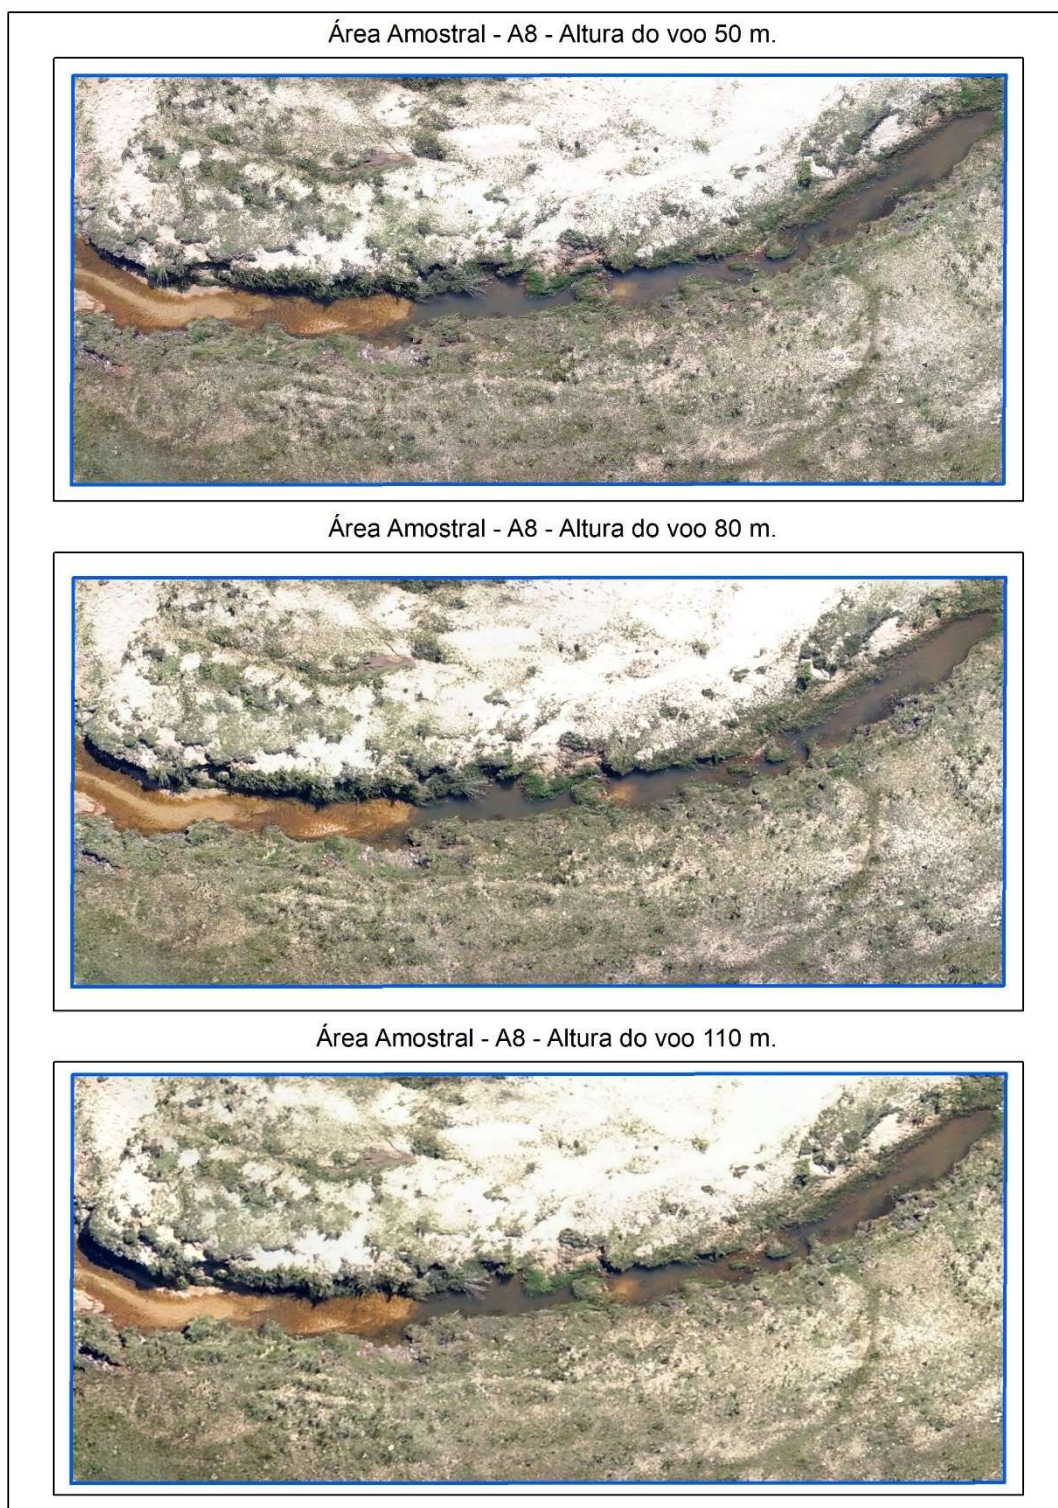 Área Amostral - A8 - Altura do voo 50 m.
Área Amostral - A8 - Altura do voo 80 m.
Área Amostral - A8 - Altura do voo 110 m.